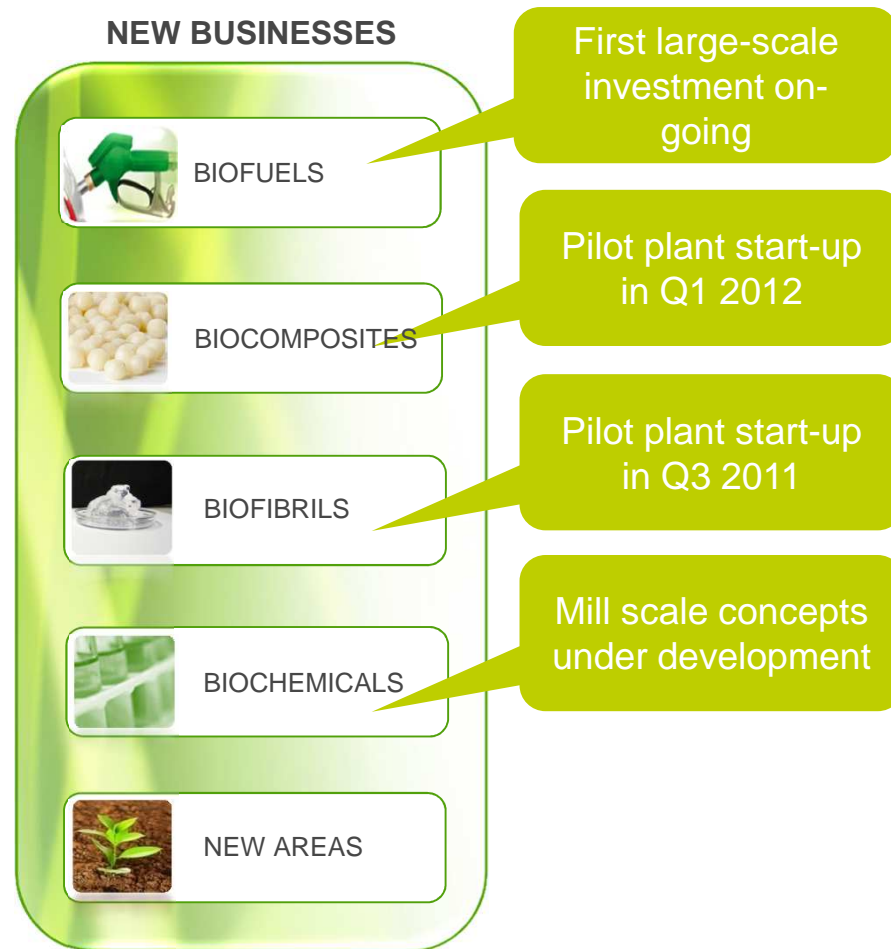 NEW BUSINESSES
First large-scale
investment on-
going
BIOFUELS
Pilot plant start-up
in Q1 2012
BIOCOMPOSITES
Pilot plant start-up
in Q3 2011
BIOFIBRILS
Mill scale concepts
under development
BIOCHEMICALS
NEW AREAS